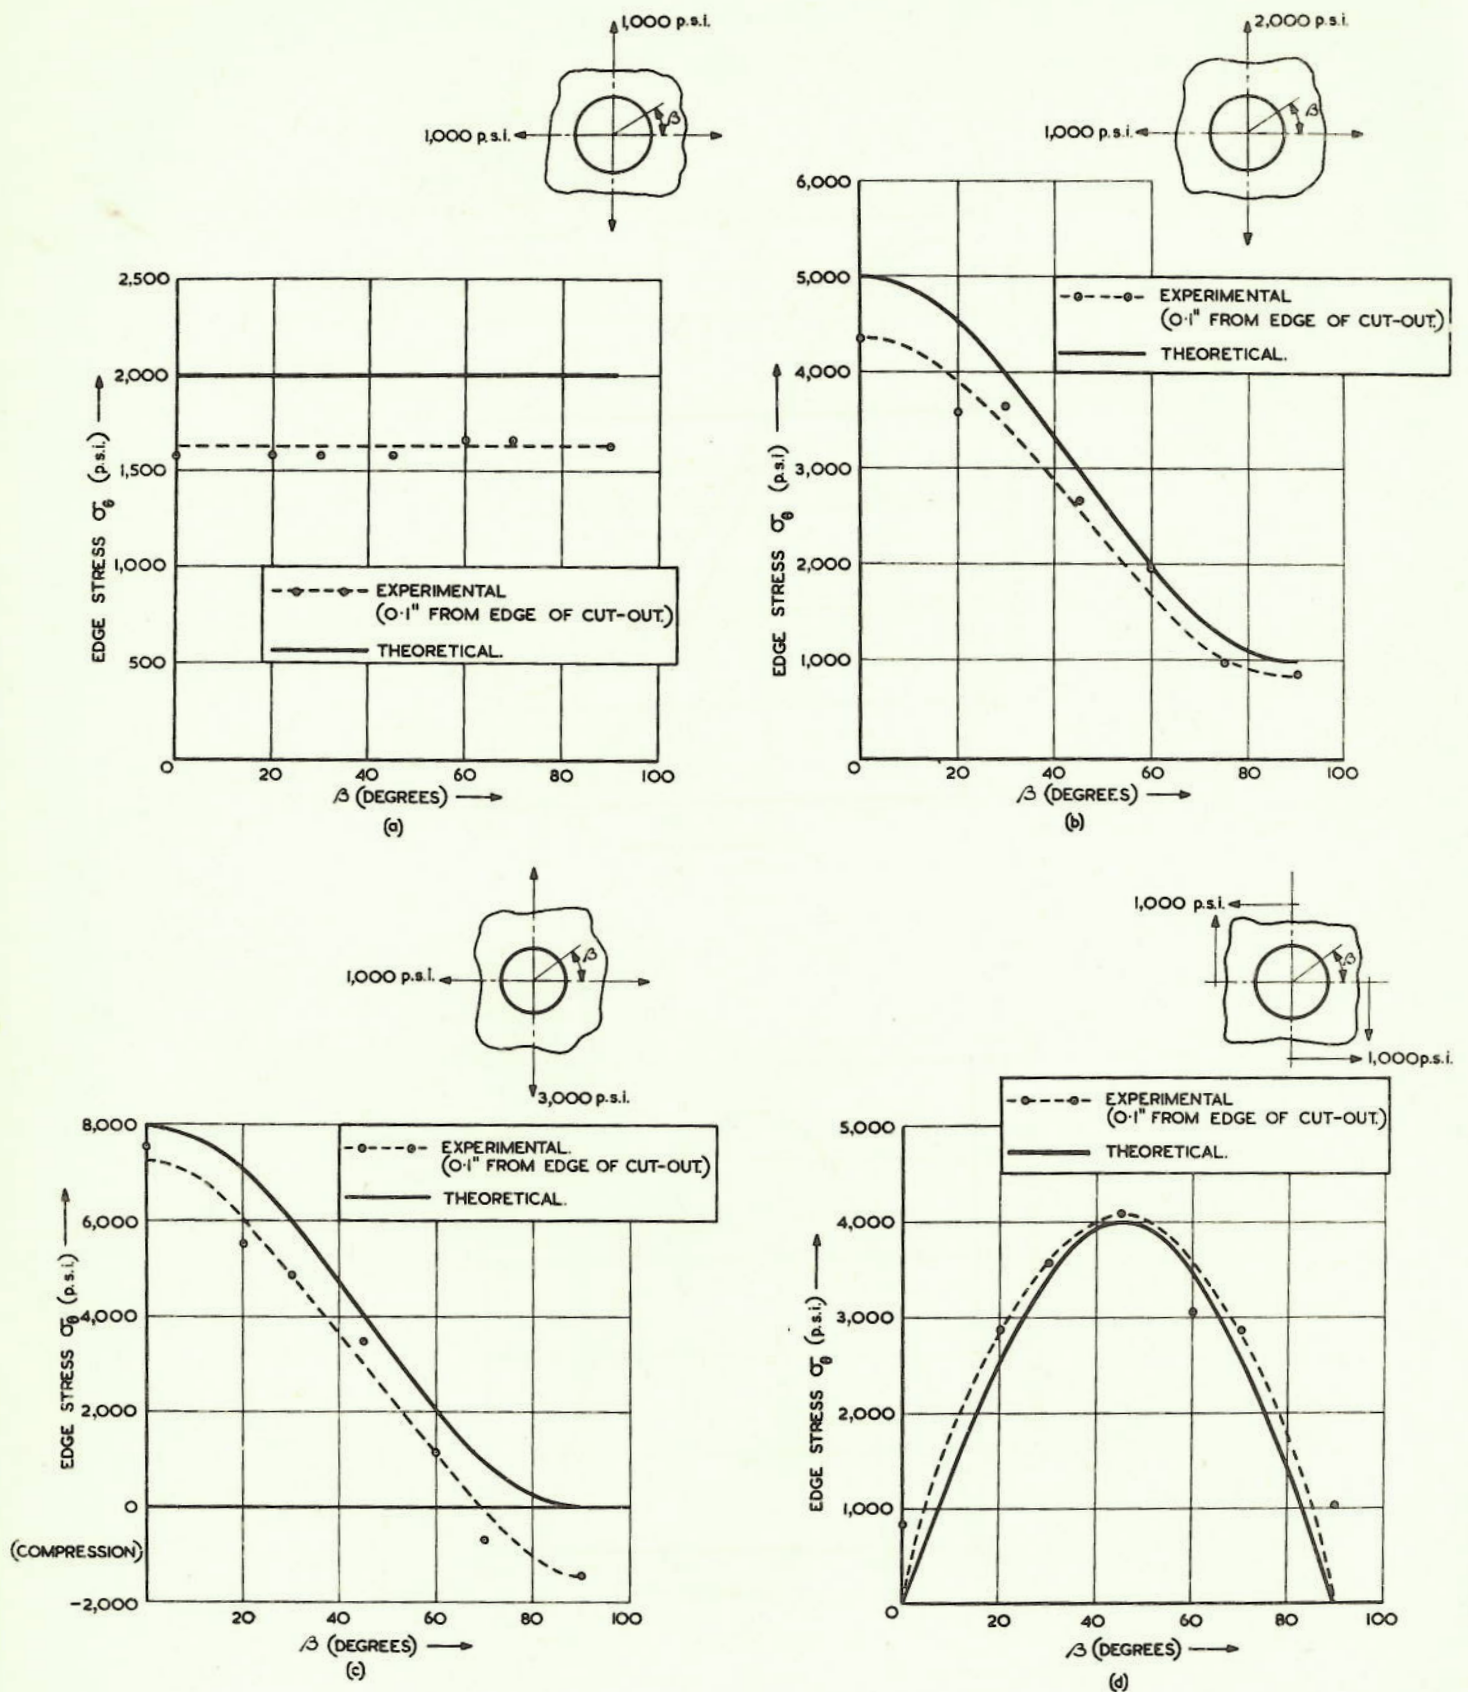 1,000 p.s.i.
1,000 p.s.i.
β
2,500
2,000
1,500
1,000
500
0
20
40
60
80
100
EDGE STRESS σθ (p.s.i.)
EXPERIMENTAL
(0·1" FROM EDGE OF CUT-OUT.)
THEORETICAL.
β (DEGREES)
(a)
2,000 p.s.i.
1,000 p.s.i.
β
6,000
5,000
4,000
3,000
2,000
1,000
0
20
40
60
80
100
EDGE STRESS σθ (p.s.i)
EXPERIMENTAL
(0·1" FROM EDGE OF CUT-OUT.)
THEORETICAL.
β (DEGREES)
(b)
1,000 p.s.i.
β
3,000 p.s.i.
8,000
6,000
4,000
2,000
0
(COMPRESSION)
-2,000
20
40
60
80
100
EDGE STRESS σθ (p.s.i.)
EXPERIMENTAL.
(0·1" FROM EDGE OF CUT-OUT.)
THEORETICAL.
β (DEGREES)
(c)
1,000 p.s.i.
β
1,000 p.s.i.
EXPERIMENTAL
(0·1" FROM EDGE OF CUT-OUT.)
THEORETICAL.
5,000
4,000
3,000
2,000
1,000
0
20
40
60
80
100
EDGE STRESS σθ (p.s.i.)
β (DEGREES)
(d)